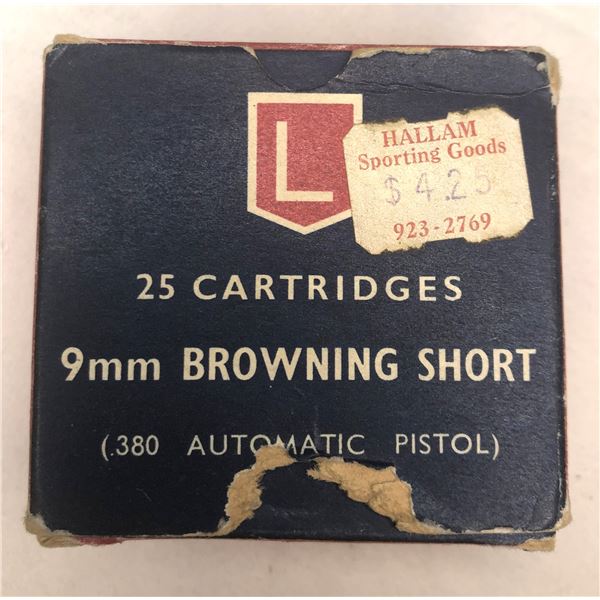 L
HALLAM
Sporting Goods
$4.25
923-2769
25 CARTRIDGES
9mm BROWNING SHORT
(.380 AUTOMATIC PISTOL)